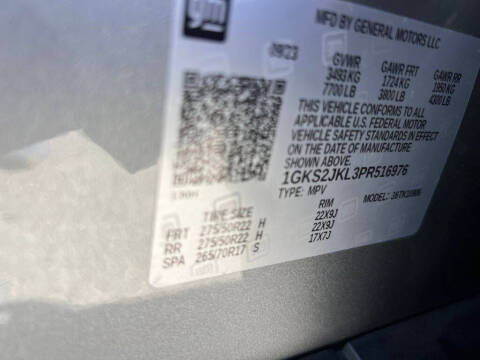 gm
MFD BY GENERAL MOTORS LLC
09/23 GVWR GAWR FRT GAWR RR
3493 KG 1724 KG 1950 KG
7700 LB 3800 LB 4300 LB
THIS VEHICLE CONFORMS TO ALL
APPLICABLE U.S. FEDERAL MOTOR
VEHICLE SAFETY STANDARDS IN EFFECT
ON THE DATE OF MANUFACTURE
SHOWN ABOVE.
1GKS2JKL3PR516976
TYPE: MPV MODEL:
TIRE SIZE RIM
FRT 275/50R22 H 22X9J
RR 275/50R22 H 22X9J
SPA 265/70R17 S 17X7J